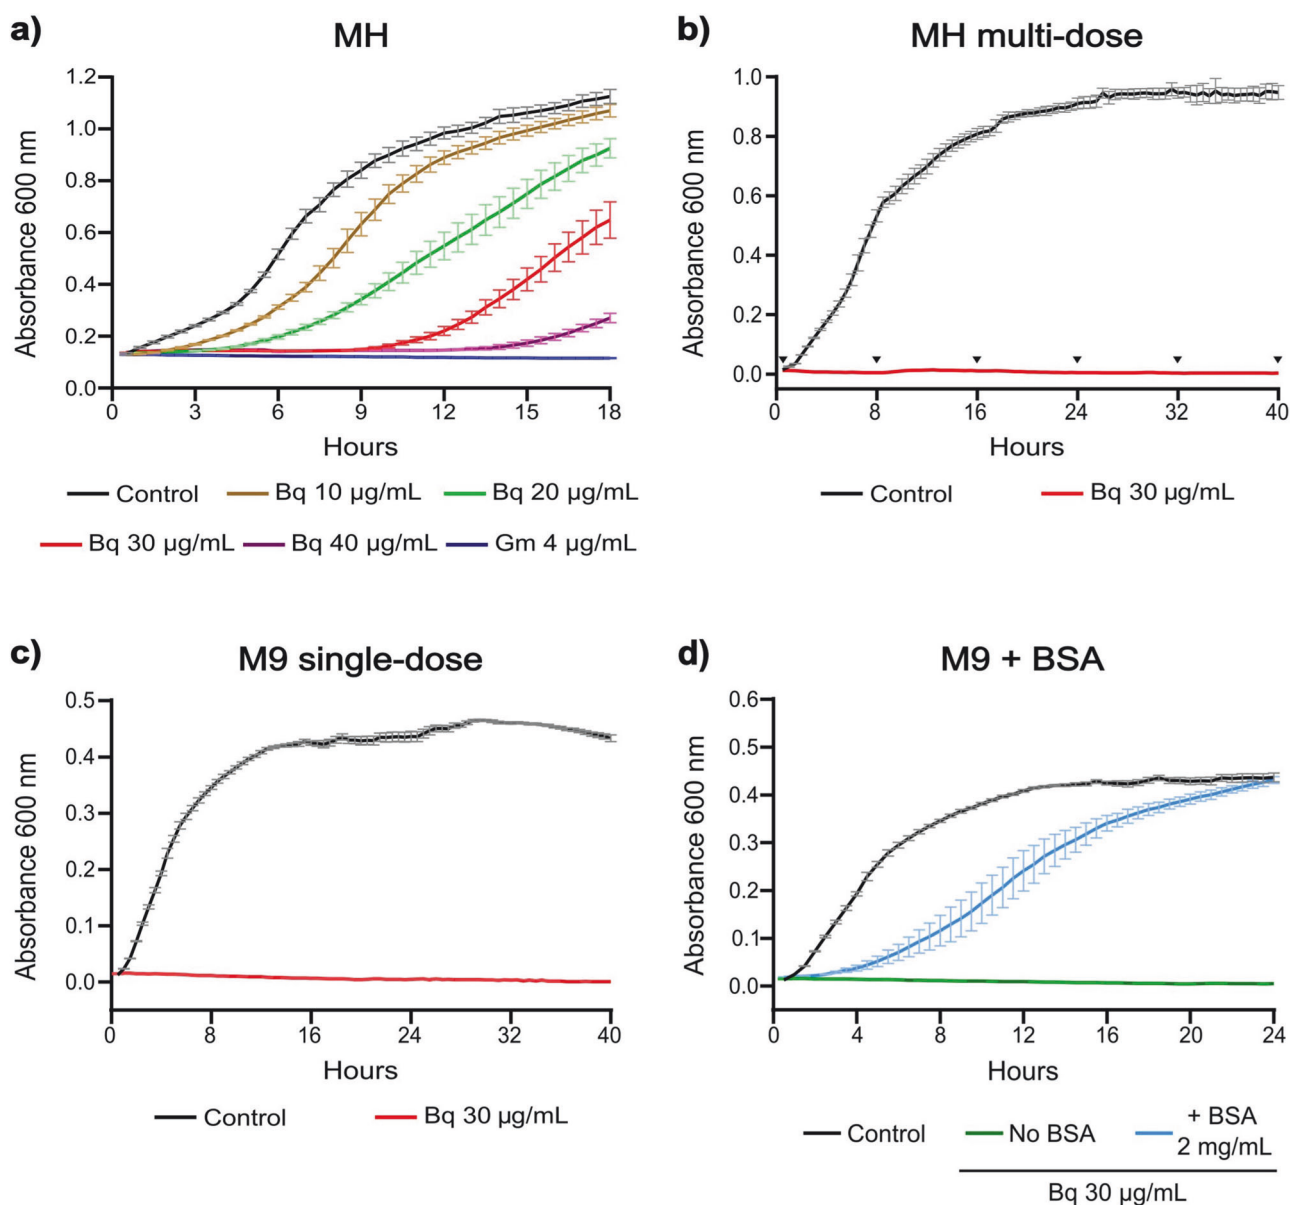 a)
MH
Absorbance 600 nm
1.2
1.0
0.8
0.6
0.4
0.2
0.0
0 3 6 9 12 15 18
Hours
Control Bq 10 µg/mL Bq 20 µg/mL
Bq 30 µg/mL Bq 40 µg/mL Gm 4 µg/mL
b)
MH multi-dose
Absorbance 600 nm
1.0
0.8
0.6
0.4
0.2
0.0
0 8 16 24 32 40
Hours
Control Bq 30 µg/mL
c)
M9 single-dose
Absorbance 600 nm
0.5
0.4
0.3
0.2
0.1
0.0
0 8 16 24 32 40
Hours
Control Bq 30 µg/mL
d)
M9 + BSA
Absorbance 600 nm
0.6
0.5
0.4
0.3
0.2
0.1
0.0
0 4 8 12 16 20 24
Hours
Control No BSA + BSA
2 mg/mL
Bq 30 µg/mL